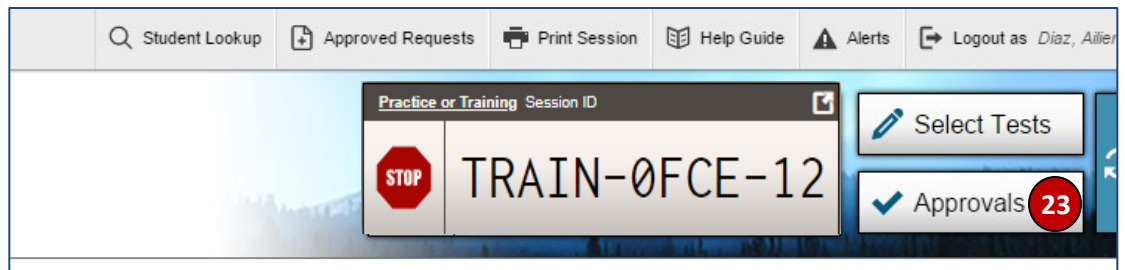 Student Lookup Approved Requests Print Session Help Guide Alerts Logout as Diaz, Ailier
Practice or Training Session ID
STOP
TRAIN-0FCE-12
Select Tests
Approvals 23